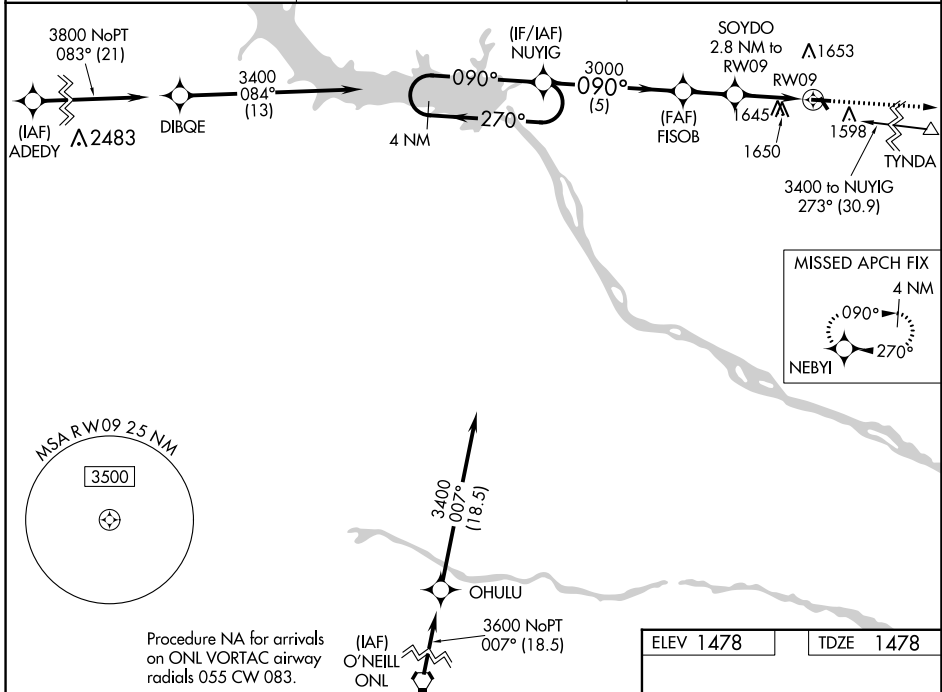 3800 NoPT
083° (21)
(IAF)
ADEDY
2483
DIBQE
3400
084°
(13)
090°
270°
4 NM
(IF/IAF)
NUYIG
3000
090°
(5)
(FAF)
FISOB
SOYDO
2.8 NM to
RW09
1653
RW09
1645
1650
1598
TYNDA
3400 to NUYIG
273° (30.9)
MISSED APCH FIX
4 NM
090°
270°
NEBYI
MSA RW09 25 NM
3500
3400
007°
(18.5)
OHULU
3600 NoPT
007° (18.5)
(IAF)
O'NEILL
ONL
Procedure NA for arrivals
on ONL VORTAC airway
radials 055 CW 083.
ELEV 1478
TDZE 1478